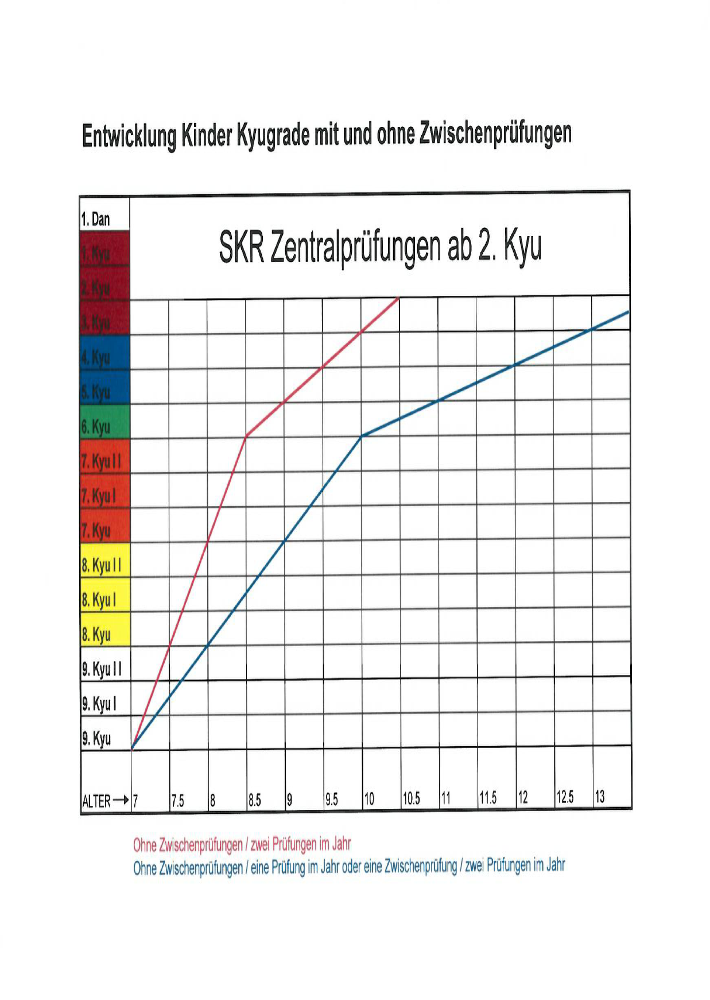 Entwicklung Kinder Kyugrade mit und ohne Zwischenprüfungen
1. Dan
SKR Zentralprüfungen ab 2. Kyu
1. Kyu
2. Kyu
3. Kyu
4. Kyu
5. Kyu
6. Kyu
7. Kyu I I
7. Kyu I
7. Kyu
8. Kyu I I
8. Kyu I
8. Kyu
9. Kyu I I
9. Kyu I
9. Kyu
ALTER → 7 7.5 8 8.5 9 9.5 10 10.5 11 11.5 12 12.5 13
Ohne Zwischenprüfungen / zwei Prüfungen im Jahr
Ohne Zwischenprüfungen / eine Prüfung im Jahr oder eine Zwischenprüfung / zwei Prüfungen im Jahr